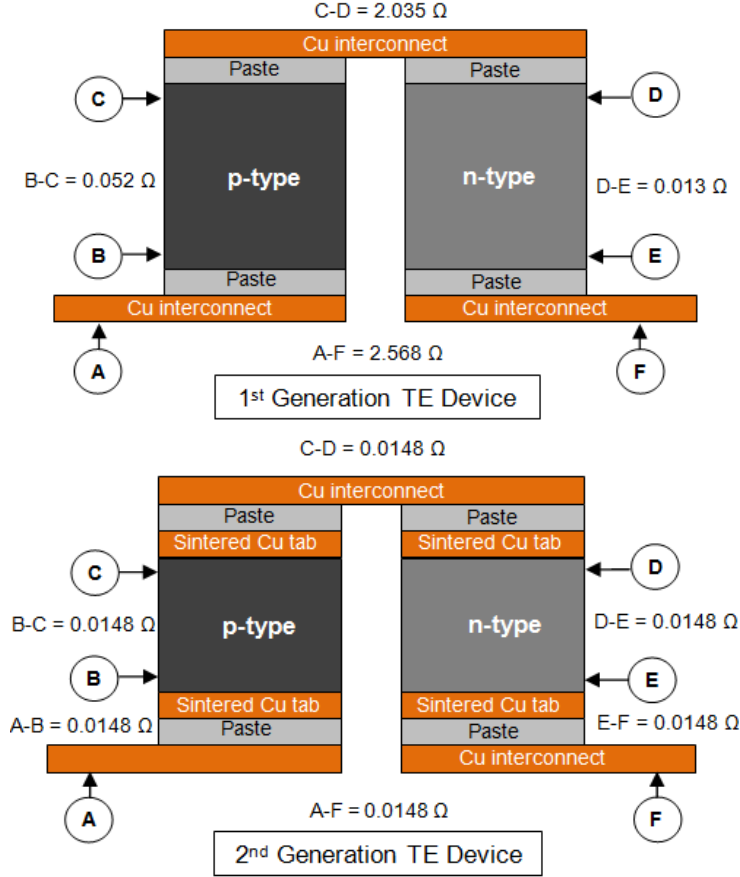 C-D = 2.035 Ω
Cu interconnect
Paste
Paste
C
D
B-C = 0.052 Ω
p-type
n-type
D-E = 0.013 Ω
B
E
Paste
Paste
Cu interconnect
Cu interconnect
A
A-F = 2.568 Ω
F
1st Generation TE Device
C-D = 0.0148 Ω
Cu interconnect
Paste
Paste
Sintered Cu tab
Sintered Cu tab
C
D
B-C = 0.0148 Ω
p-type
n-type
D-E = 0.0148 Ω
B
E
Sintered Cu tab
Sintered Cu tab
A-B = 0.0148 Ω
Paste
Paste
E-F = 0.0148 Ω
Cu interconnect
A
A-F = 0.0148 Ω
F
2nd Generation TE Device